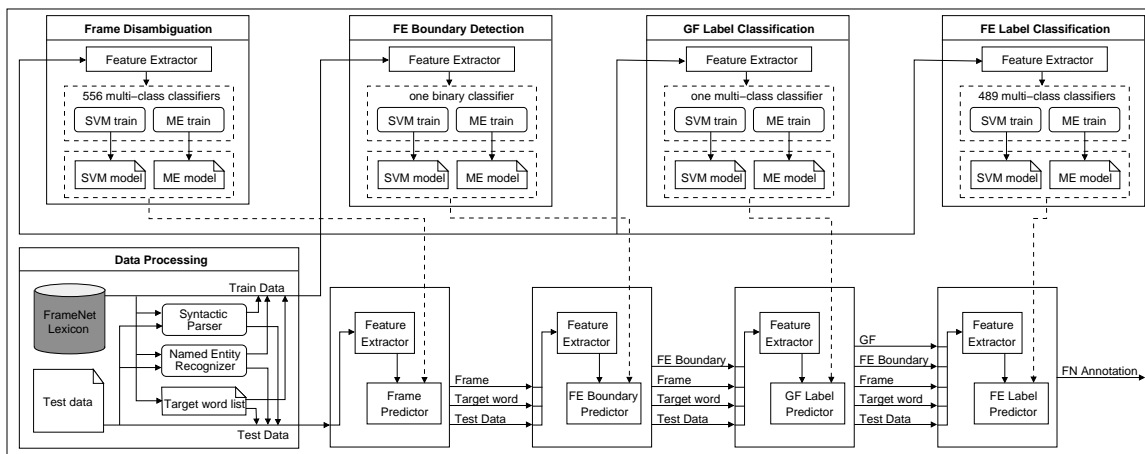 Frame Disambiguation
Feature Extractor
556 multi−class classifiers
SVM train
ME train
SVM model
ME model
FE Boundary Detection
Feature Extractor
one binary classifier
SVM train
ME train
SVM model
ME model
GF Label Classification
Feature Extractor
one multi−class classifier
SVM train
ME train
SVM model
ME model
FE Label Classification
Feature Extractor
489 multi−class classifiers
SVM train
ME train
SVM model
ME model
Data Processing
FrameNet
Lexicon
Train Data
Syntactic
Parser
Named Entity
Recognizer
Target word list
Test data
Test Data
Feature
Extractor
Frame
Predictor
Frame
Target word
Test Data
Feature
Extractor
FE Boundary
Predictor
FE Boundary
Frame
Target word
Test Data
Feature
Extractor
GF Label
Predictor
GF
FE Boundary
Frame
Target word
Test Data
Feature
Extractor
FE Label
Predictor
FN Annotation